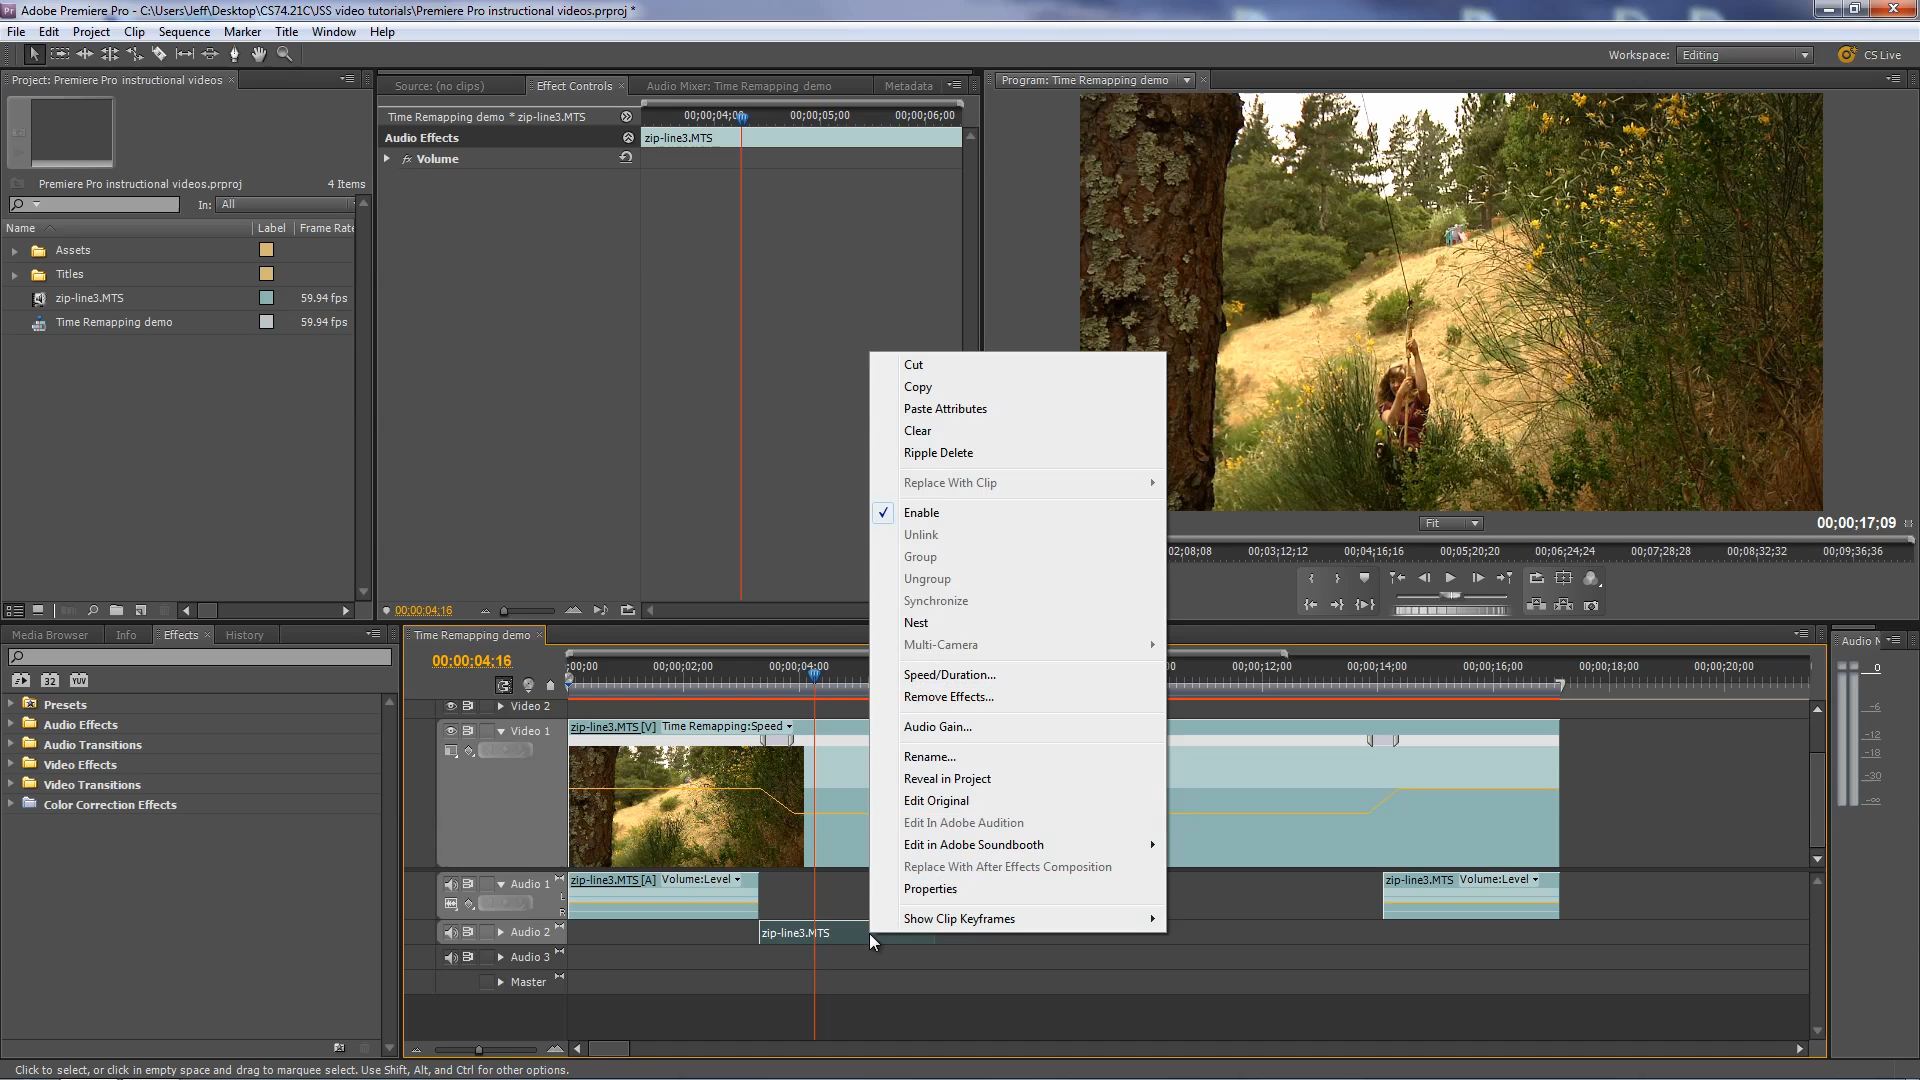 Adobe Premiere Pro - C:\Users\Jeff\Desktop\CS74.21C\JSS video tutorials\Premiere Pro instructional videos.prproj *
File Edit Project Clip Sequence Marker Title Window Help
Workspace: Editing CS Live
Project: Premiere Pro instructional videos
Premiere Pro instructional videos.prproj 4 Items
In: All
Name Label Frame Rate
Assets
Titles
zip-line3.MTS 59.94 fps
Time Remapping demo 59.94 fps
Source: (no clips) Effect Controls Audio Mixer: Time Remapping demo Metadata
Time Remapping demo * zip-line3.MTS 00;00;04;00 00;00;05;00 00;00;06;00
Audio Effects zip-line3.MTS
fx Volume
00;00;04;16
Program: Time Remapping demo
Fit 00;00;17;09
02;08;08 00;03;12;12 00;04;16;16 00;05;20;20 00;06;24;24 00;07;28;28 00;08;32;32 00;09;36;36
Cut
Copy
Paste Attributes
Clear
Ripple Delete
Replace With Clip
Enable
Unlink
Group
Ungroup
Synchronize
Nest
Multi-Camera
Speed/Duration...
Remove Effects...
Audio Gain...
Rename...
Reveal in Project
Edit Original
Edit In Adobe Audition
Edit in Adobe Soundbooth
Replace With After Effects Composition
Properties
Show Clip Keyframes
Media Browser Info Effects History
32 YUV
Presets
Audio Effects
Audio Transitions
Video Effects
Video Transitions
Color Correction Effects
Time Remapping demo
00;00;04;16
;00;00 00;00;02;00 00;00;04;00 00;00;12;00 00;00;14;00 00;00;16;00 00;00;18;00 00;00;20;00
Video 2
Video 1 zip-line3.MTS [V] Time Remapping:Speed
Audio 1 zip-line3.MTS [A] Volume:Level zip-line3.MTS Volume:Level
L
R
Audio 2 zip-line3.MTS
Audio 3
Master
Audio M
0
-6
-12
-18
-30
-∞
Click to select, or click in empty space and drag to marquee select. Use Shift, Alt, and Ctrl for other options.